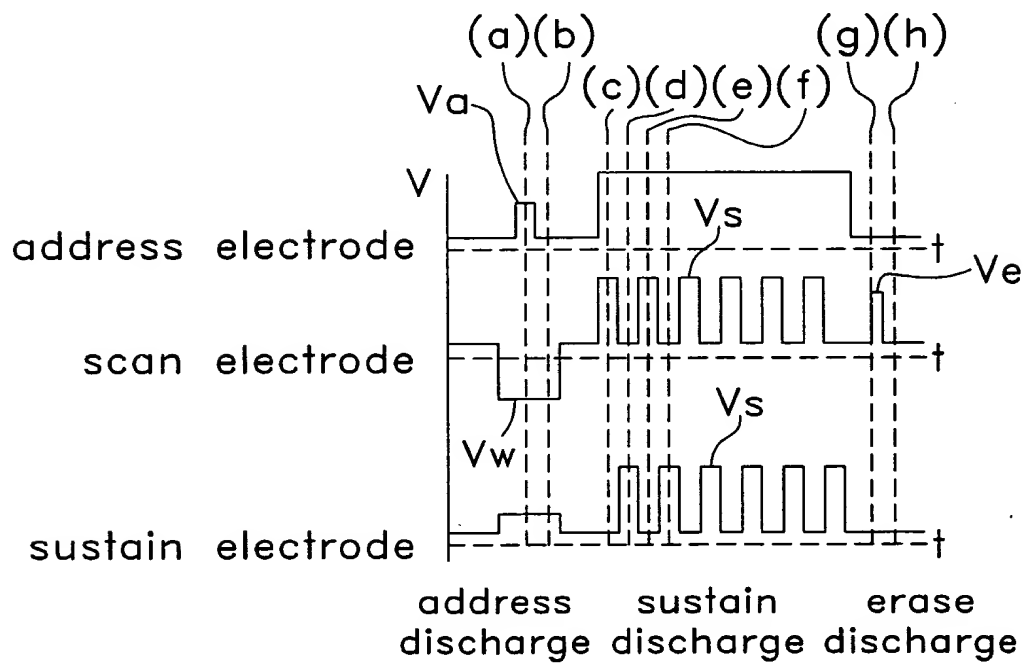 (a)(b)
(g)(h)
(c)(d)(e)(f)
Va
V
Vs
address electrode
t
Ve
scan electrode
t
Vs
Vw
sustain electrode
t
address discharge
sustain discharge
erase discharge